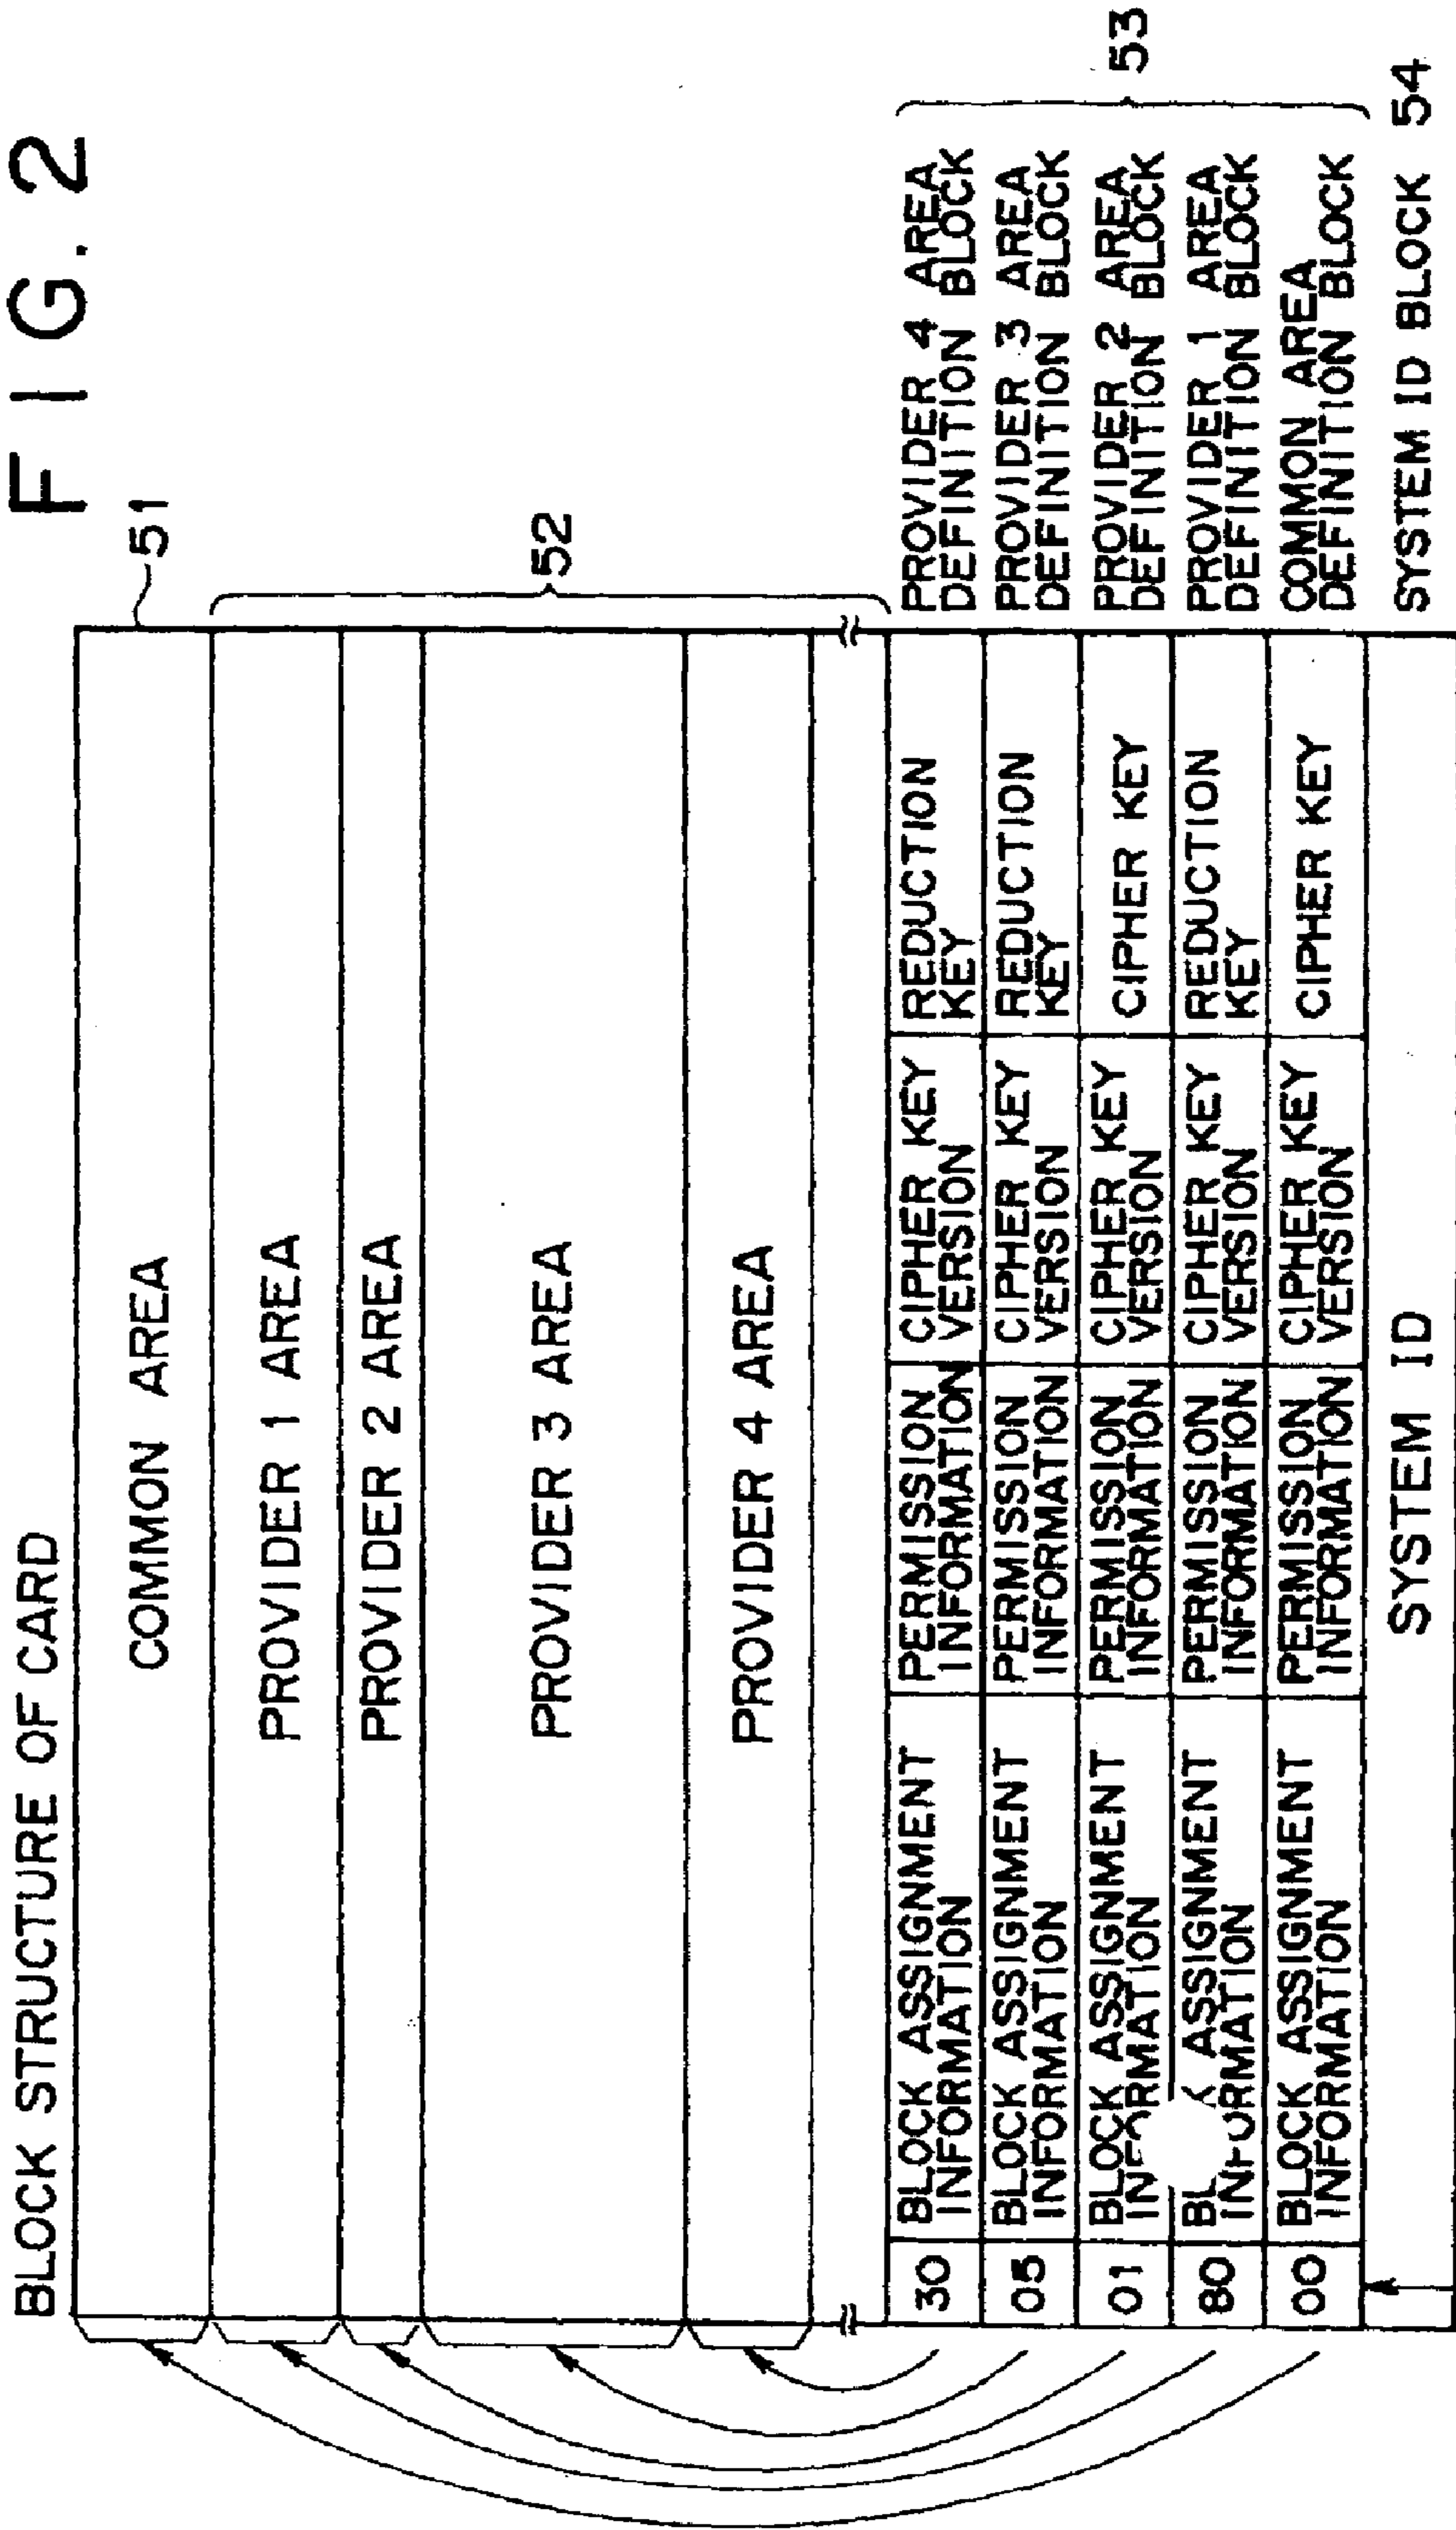 FIG. 2
BLOCK STRUCTURE OF CARD
COMMON AREA
51
PROVIDER 1 AREA
PROVIDER 2 AREA
PROVIDER 3 AREA
PROVIDER 4 AREA
52
30
BLOCK ASSIGNMENT
INFORMATION
PERMISSION
INFORMATION
CIPHER KEY
VERSION
REDUCTION
KEY
PROVIDER 4 AREA
DEFINITION BLOCK
05
BLOCK ASSIGNMENT
INFORMATION
PERMISSION
INFORMATION
CIPHER KEY
VERSION
REDUCTION
KEY
PROVIDER 3 AREA
DEFINITION BLOCK
01
BLOCK ASSIGNMENT
INFORMATION
PERMISSION
INFORMATION
CIPHER KEY
VERSION
CIPHER KEY
PROVIDER 2 AREA
DEFINITION BLOCK
80
ASSIGNMENT
INFORMATION
PERMISSION
INFORMATION
CIPHER KEY
VERSION
REDUCTION
KEY
PROVIDER 1 AREA
DEFINITION BLOCK
00
BLOCK ASSIGNMENT
INFORMATION
PERMISSION
INFORMATION
CIPHER KEY
VERSION
CIPHER KEY
COMMON AREA
DEFINITION BLOCK
53
SYSTEM ID
SYSTEM ID BLOCK 54